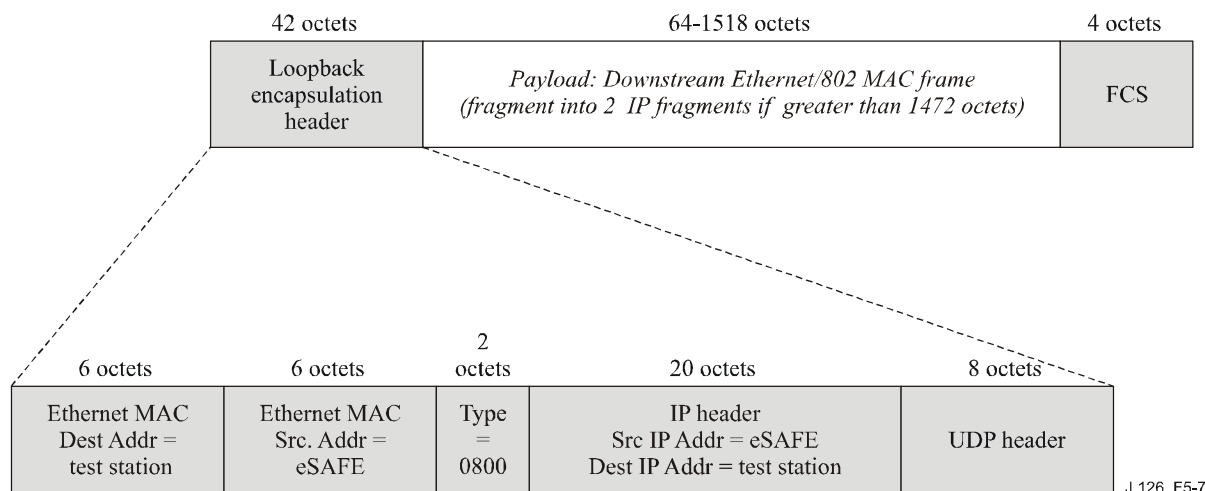 42 octets
64-1518 octets
4 octets
Loopback
encapsulation
header
Payload: Downstream Ethernet/802 MAC frame
(fragment into 2 IP fragments if greater than 1472 octets)
FCS
6 octets
6 octets
2
octets
20 octets
8 octets
Ethernet MAC
Dest Addr =
test station
Ethernet MAC
Src. Addr =
eSAFE
Type
=
0800
IP header
Src IP Addr = eSAFE
Dest IP Addr = test station
UDP header
J.126_F5-7